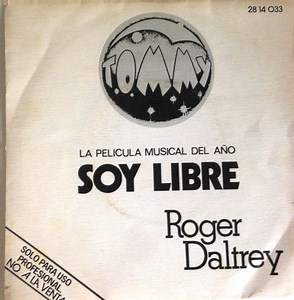 28 14 033
TOMMY
LA PELICULA MUSICAL DEL AÑO
SOY LIBRE
Roger
Daltrey
SOLO PARA USO
PROFESIONAL
NO A LA VENTA